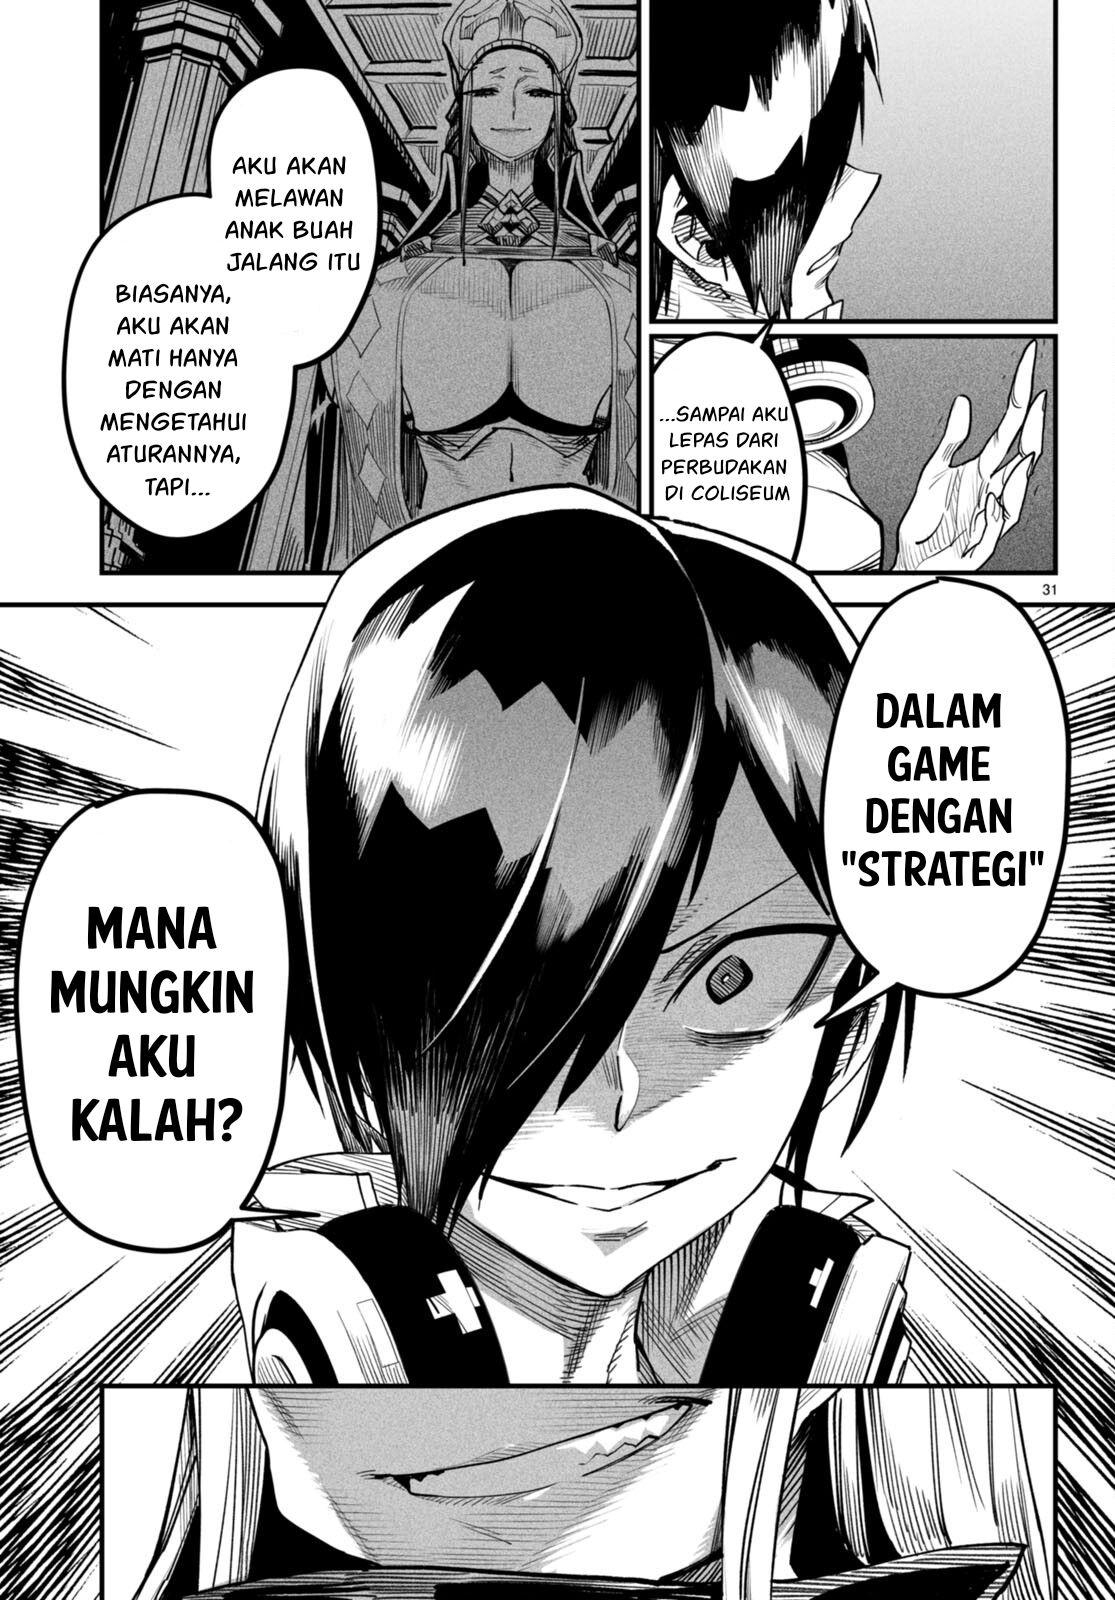 ...SAMPAI AKU
LEPAS DARI
PERBUDAKAN
DI COLISEUM
AKU AKAN
MELAWAN
ANAK BUAH
JALANG ITU
BIASANYA,
AKU AKAN
MATI HANYA
DENGAN
MENGETAHUI
ATURANNYA,
TAPI...
31
DALAM
GAME
DENGAN
"STRATEGI"
MANA
MUNGKIN
AKU
KALAH?